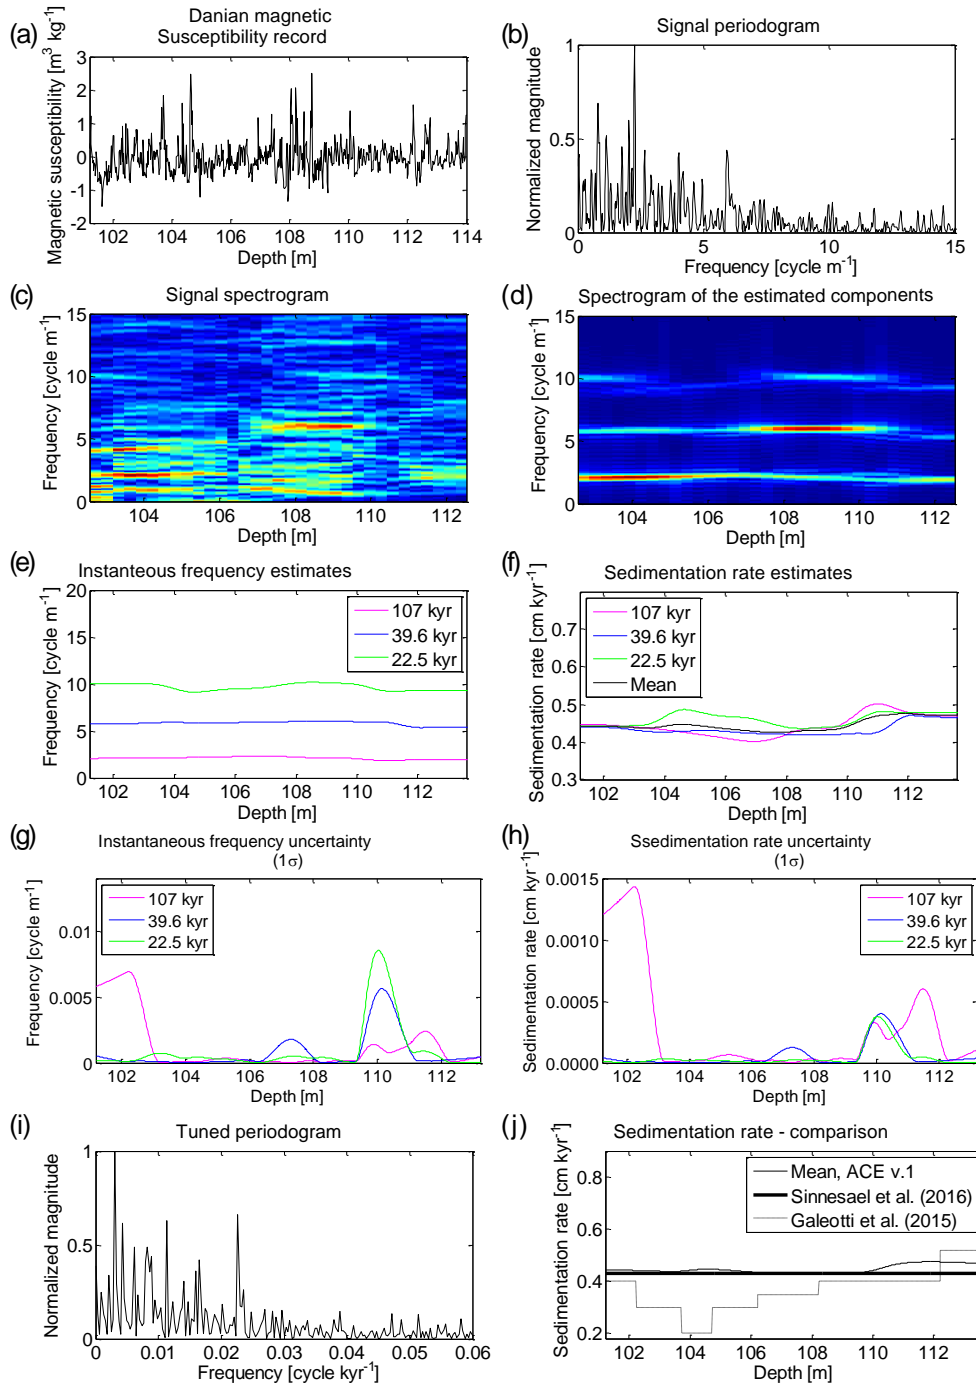 (a)
Danian magnetic
Susceptibility record
Magnetic susceptibility [m³ kg⁻¹]
3
2
1
0
-1
-2
102 104 106 108 110 112 114
Depth [m]
(b)
Signal periodogram
Normalized magnitude
1
0.5
0
0 5 10 15
Frequency [cycle m⁻¹]
(c)
Signal spectrogram
Frequency [cycle m⁻¹]
15
10
5
0
104 106 108 110 112
Depth [m]
(d)
Spectrogram of the estimated components
Frequency [cycle m⁻¹]
15
10
5
0
104 106 108 110 112
Depth [m]
(e)
Instanteous frequency estimates
Frequency [cycle m⁻¹]
20
15
10
5
0
107 kyr
39.6 kyr
22.5 kyr
102 104 106 108 110 112
Depth [m]
(f)
Sedimentation rate estimates
Sedimentation rate [cm kyr⁻¹]
0.7
0.6
0.5
0.4
0.3
107 kyr
39.6 kyr
22.5 kyr
Mean
102 104 106 108 110 112
Depth [m]
(g)
Instantaneous frequency uncertainty
(1σ)
Frequency [cycle m⁻¹]
0.01
0.005
0
107 kyr
39.6 kyr
22.5 kyr
102 104 106 108 110 112
Depth [m]
(h)
Ssedimentation rate uncertainty
(1σ)
Sedimentation rate [cm kyr⁻¹]
0.0015
0.0010
0.0005
0.0000
107 kyr
39.6 kyr
22.5 kyr
102 104 106 108 110 112
Depth [m]
(i)
Tuned periodogram
Normalized magnitude
1
0.5
0
0 0.01 0.02 0.03 0.04 0.05 0.06
Frequency [cycle kyr⁻¹]
(j)
Sedimentation rate - comparison
Sedimentation rate [cm kyr⁻¹]
0.8
0.6
0.4
0.2
Mean, ACE v.1
Sinnesael et al. (2016)
Galeotti et al. (2015)
102 104 106 108 110 112
Depth [m]